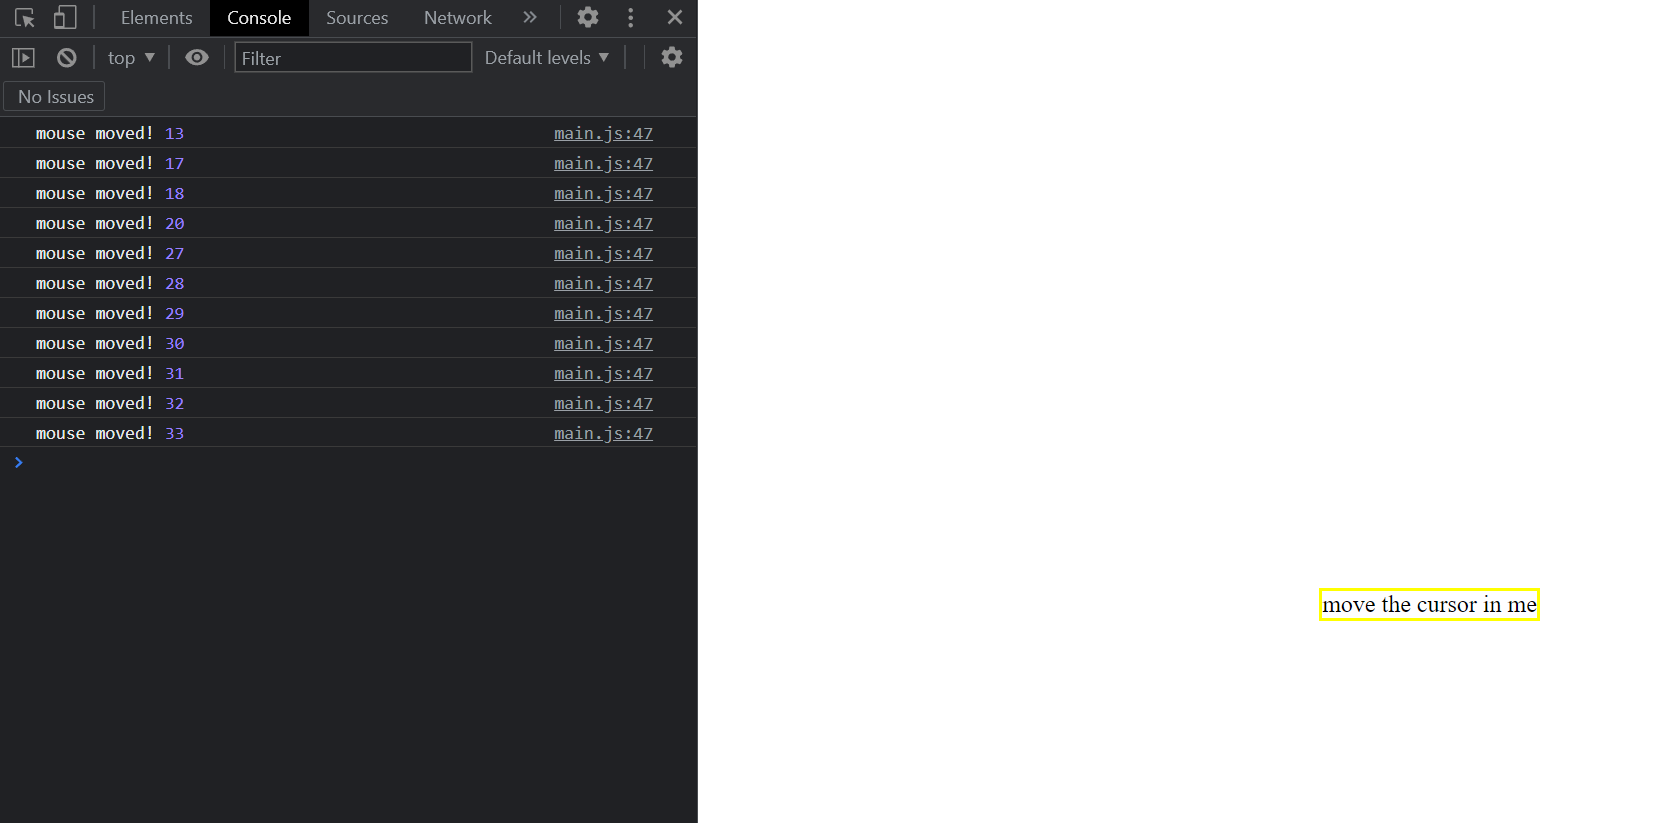 Elements Console Sources Network »
top ▼ Filter Default levels ▼
No Issues
mouse moved! 13 main.js:47
mouse moved! 17 main.js:47
mouse moved! 18 main.js:47
mouse moved! 20 main.js:47
mouse moved! 27 main.js:47
mouse moved! 28 main.js:47
mouse moved! 29 main.js:47
mouse moved! 30 main.js:47
mouse moved! 31 main.js:47
mouse moved! 32 main.js:47
mouse moved! 33 main.js:47
>
move the cursor in me